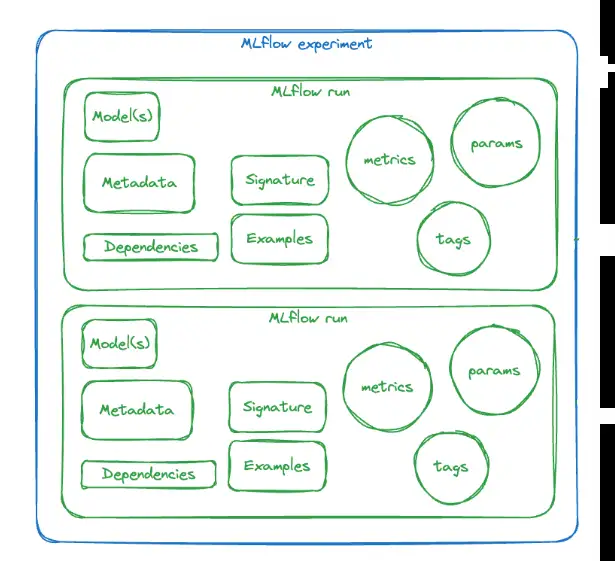 MLflow experiment
MLflow run
Model(s)
metrics
params
Metadata
Signature
Dependencies
Examples
tags
MLflow run
Model(s)
metrics
params
Metadata
Signature
Dependencies
Examples
tags